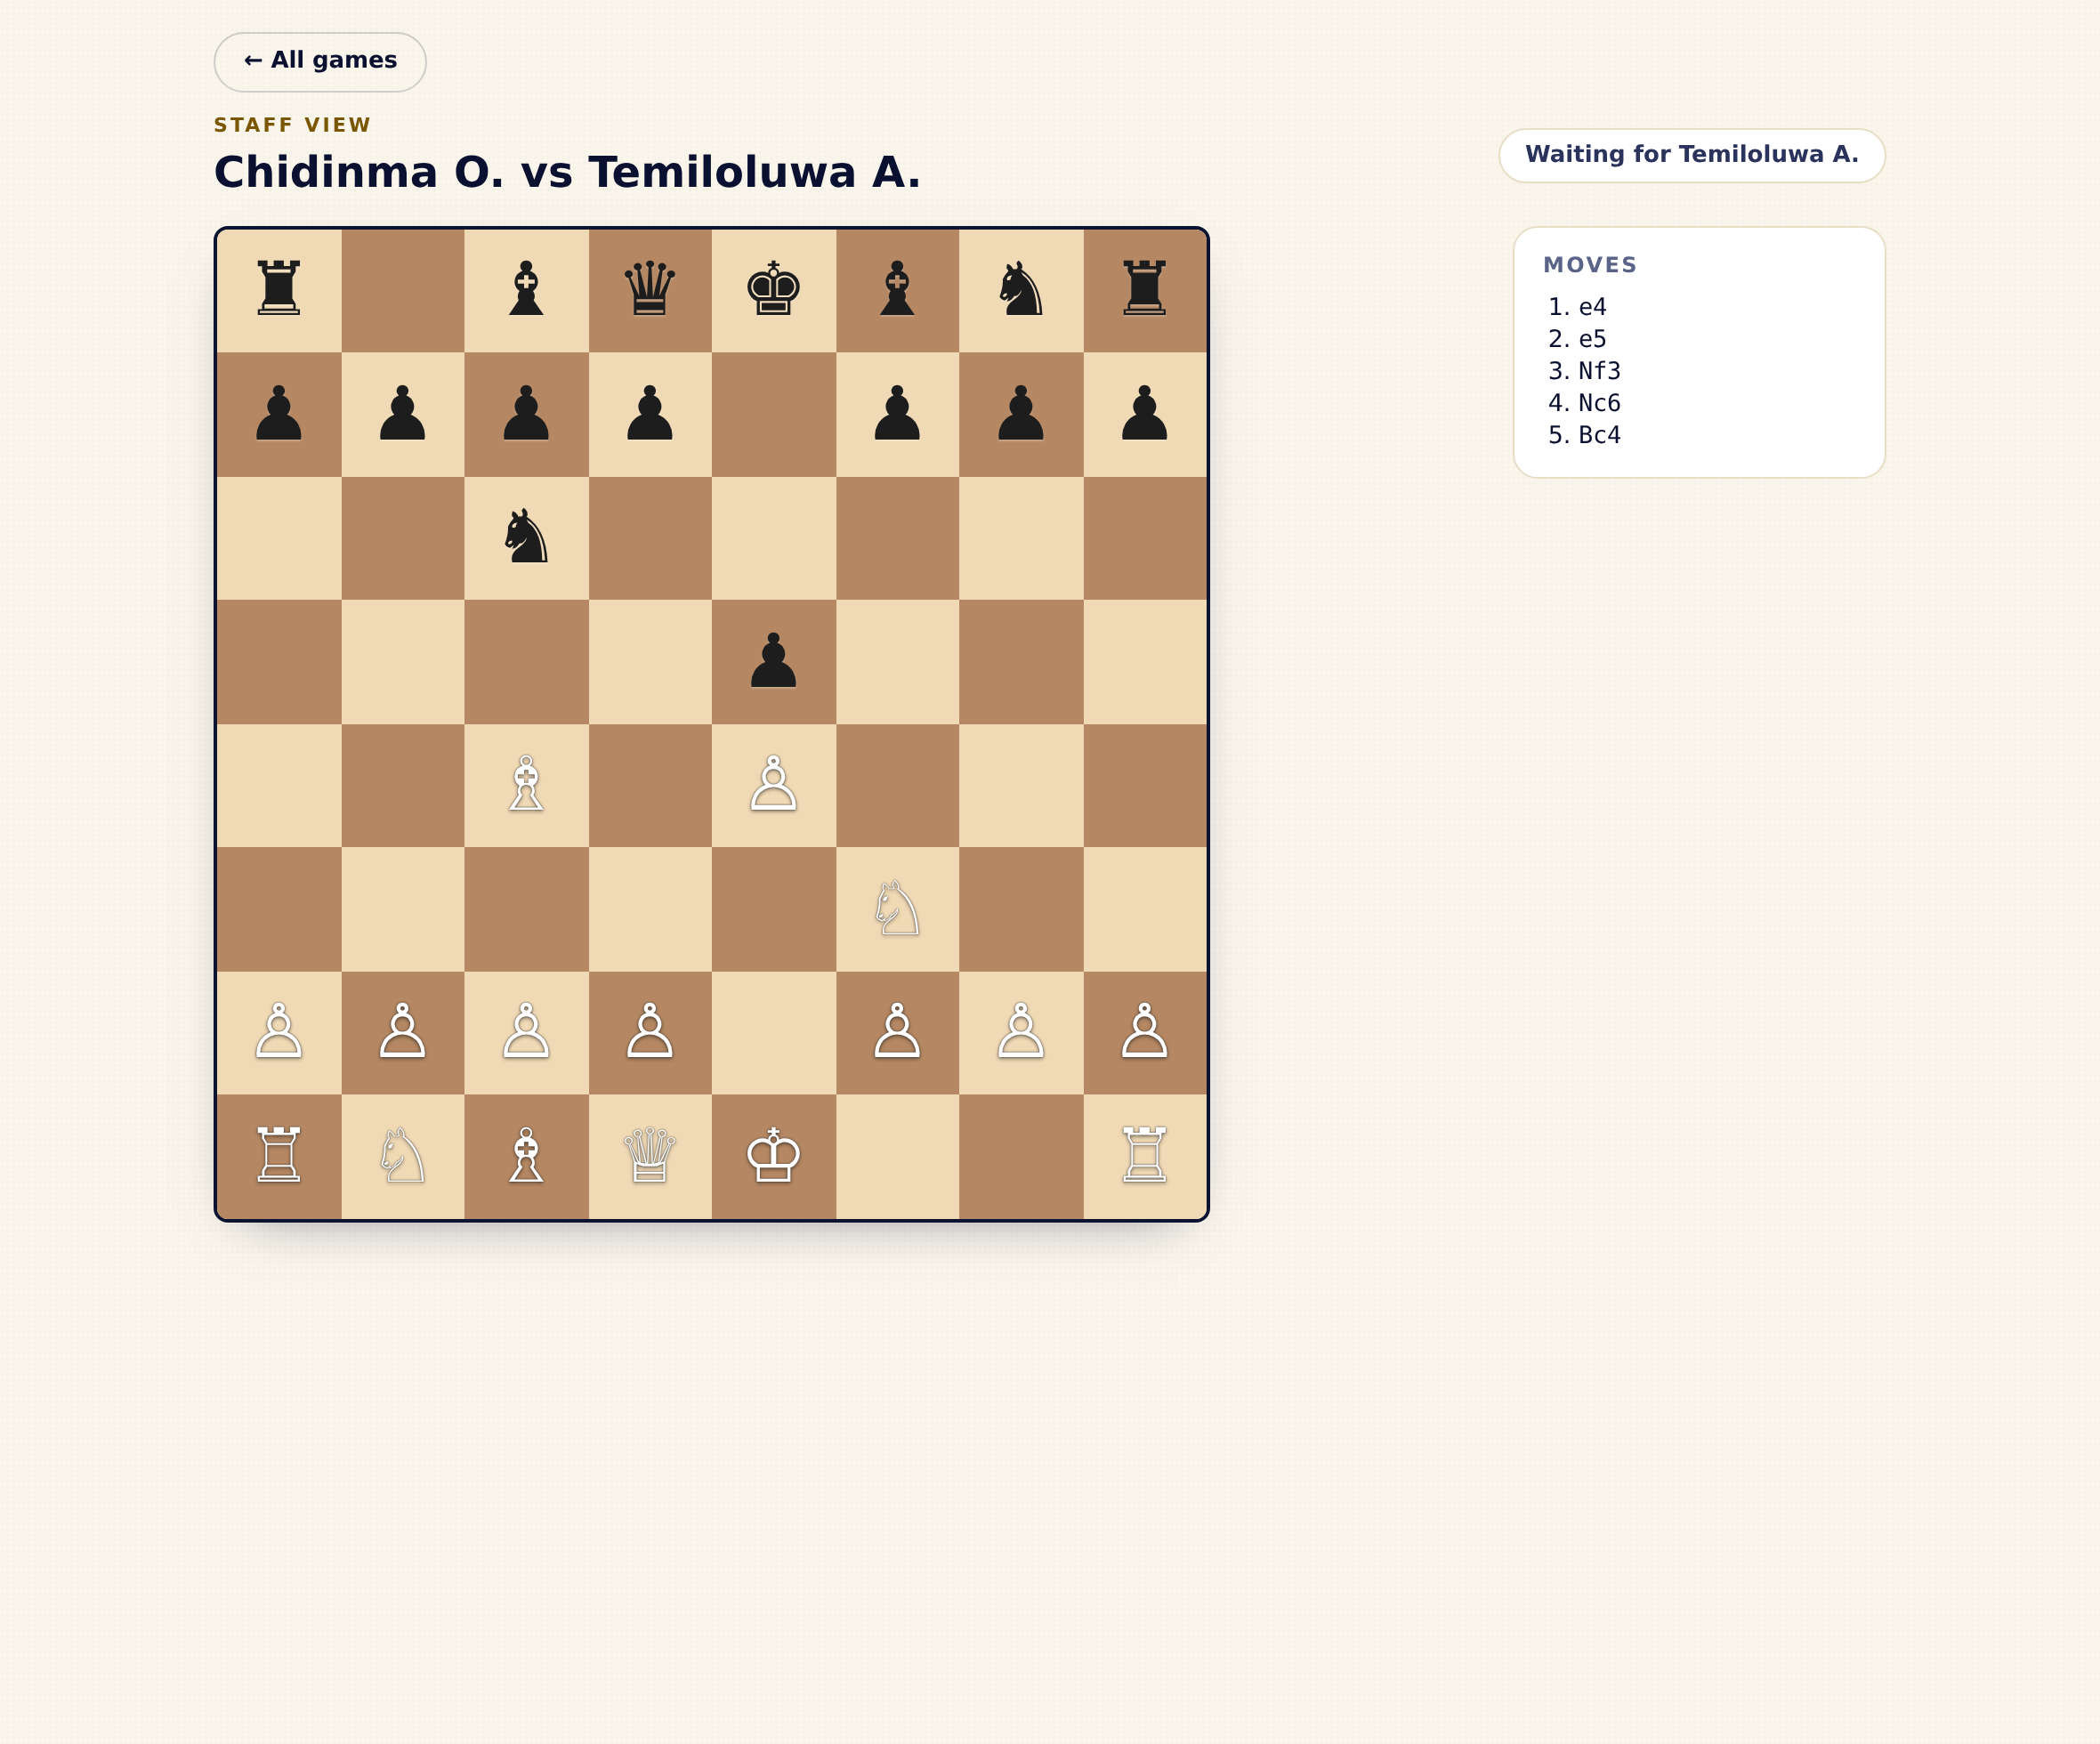 ← All games
STAFF VIEW
Chidinma O. vs Temiloluwa A.
Waiting for Temiloluwa A.
MOVES
1. e4
2. e5
3. Nf3
4. Nc6
5. Bc4